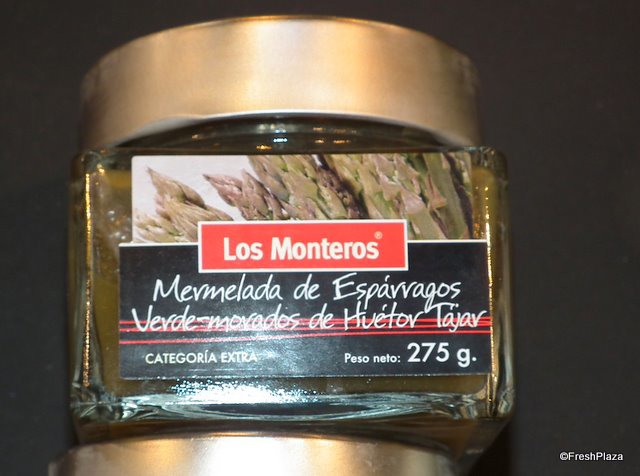 Los Monteros®
Mermelada de Espárragos
Verde-morados de Huétor Tájar
CATEGORÍA EXTRA
Peso neto: 275 g.
©FreshPlaza